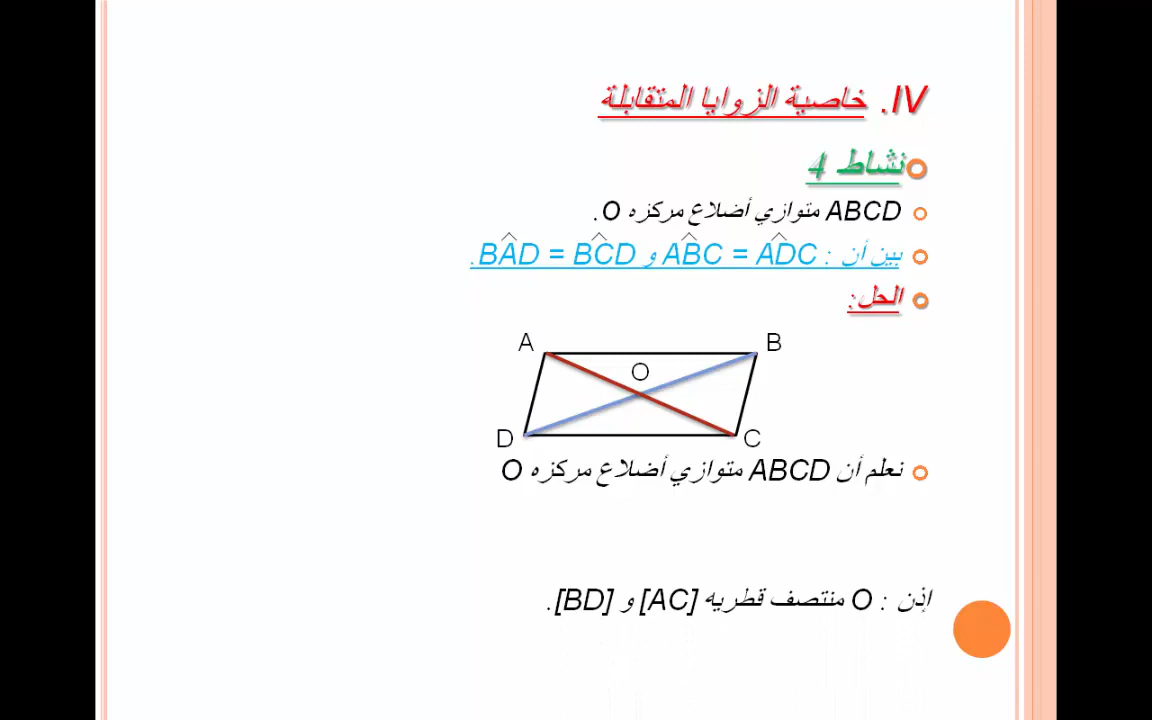 IV. خاصية الزوايا المتقابلة
نشاط 4
ABCD متوازي أضلاع مركزه O.
بين أن : ABC = ADC و BAD = BCD.
الحل:
A B
O
D C
نعلم أن ABCD متوازي أضلاع مركزه O
إذن : O منتصف قطريه [AC] و [BD].